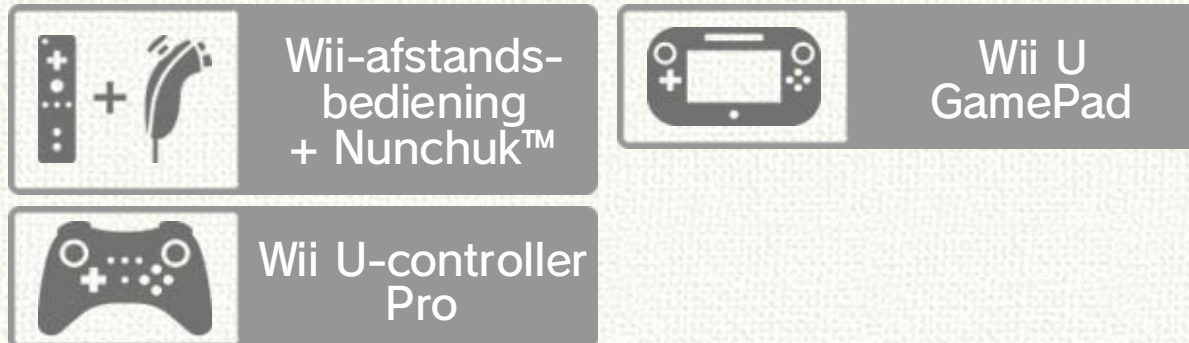 Wii-afstands-
bediening
+ Nunchuk™
Wii U
GamePad
Wii U-controller
Pro